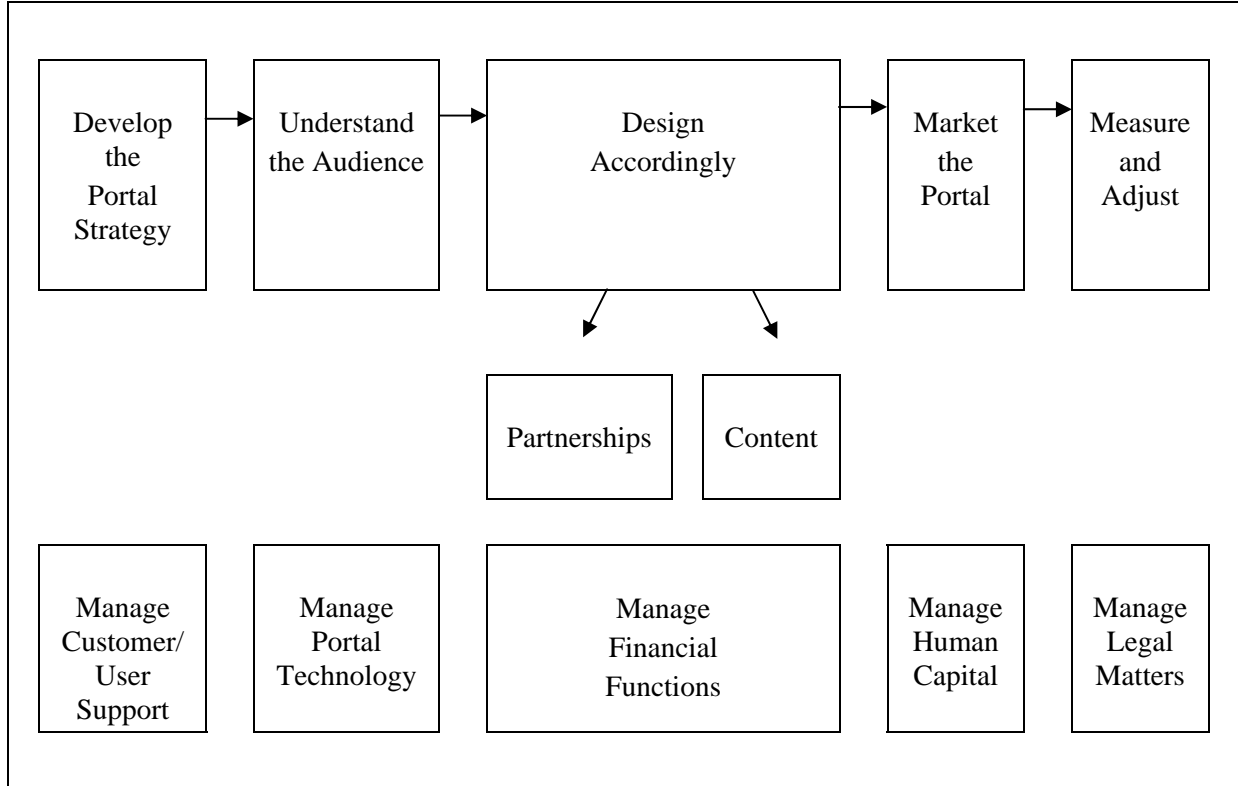 Develop
the
Portal
Strategy
Understand
the Audience
Design
Accordingly
Market
the
Portal
Measure
and
Adjust
Partnerships
Content
Manage
Customer/
User
Support
Manage
Portal
Technology
Manage
Financial
Functions
Manage
Human
Capital
Manage
Legal
Matters